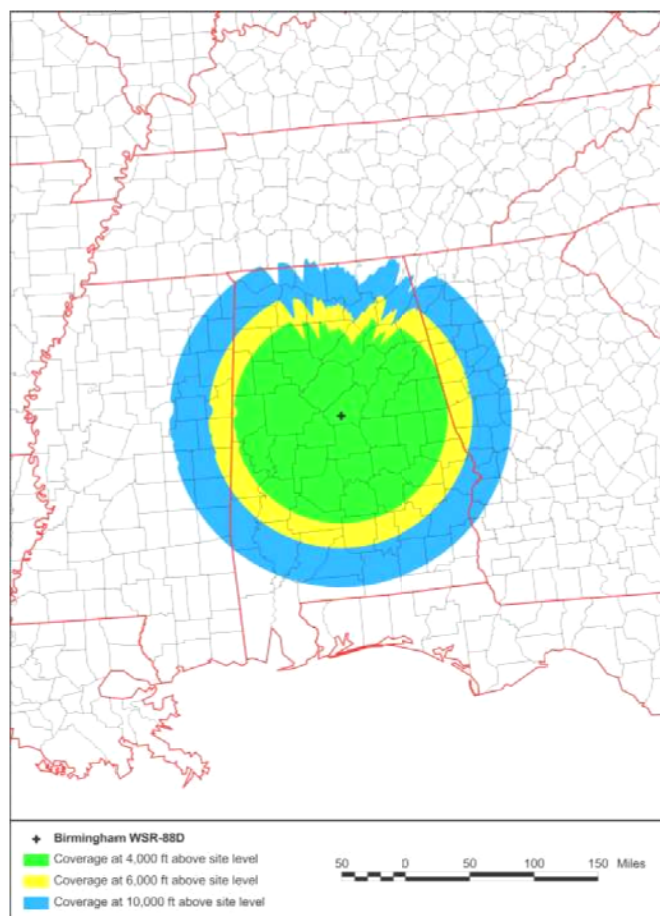 Birmingham WSR-88D
Coverage at 4,000 ft above site level
Coverage at 6,000 ft above site level
Coverage at 10,000 ft above site level
50 0 50 100 150 Miles